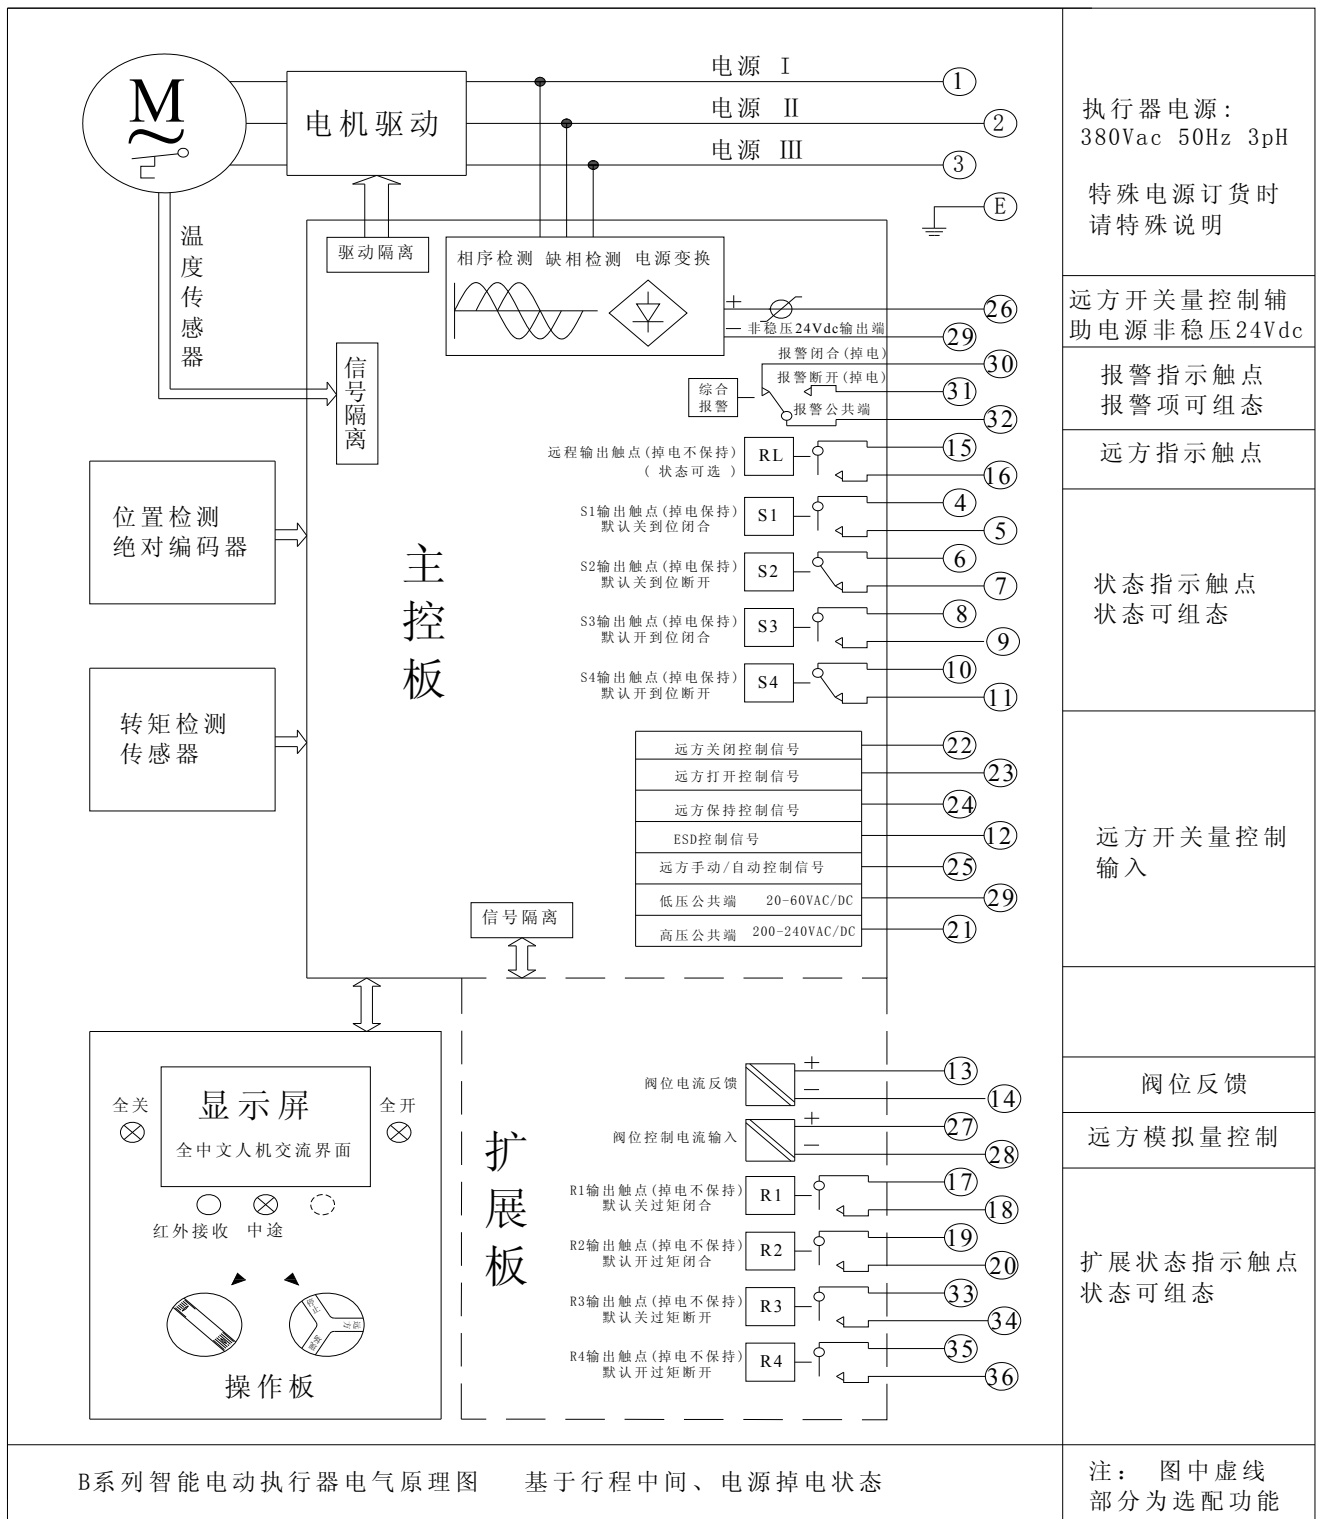 电源 Ⅰ
①
M
~
电机驱动
电源 Ⅱ
②
电源 Ⅲ
③
执行器电源:
380Vac 50Hz 3pH
特殊电源订货时
请特殊说明
Ⓔ
温度传感器
驱动隔离
相序检测 缺相检测 电源变换
+
㉖
— 非稳压24Vdc输出端
㉙
远方开关量控制辅
助电源非稳压24Vdc
信号隔离
综合
报警
报警闭合(掉电)
㉚
报警断开(掉电)
㉛
报警公共端
㉜
报警指示触点
报警项可组态
远程输出触点(掉电不保持)
( 状态可选 )
RL
⑮
⑯
远方指示触点
位置检测
绝对编码器
主控板
S1输出触点(掉电保持)
默认关到位闭合
S1
④
⑤
S2输出触点(掉电保持)
默认关到位断开
S2
⑥
⑦
S3输出触点(掉电保持)
默认开到位闭合
S3
⑧
⑨
S4输出触点(掉电保持)
默认开到位断开
S4
⑩
⑪
状态指示触点
状态可组态
转矩检测
传感器
远方关闭控制信号
㉒
远方打开控制信号
㉓
远方保持控制信号
㉔
ESD控制信号
⑫
远方手动/自动控制信号
㉕
低压公共端 20-60VAC/DC
㉙
高压公共端 200-240VAC/DC
㉑
远方开关量控制
输入
信号隔离
全关
显示屏
全中文人机交流界面
全开
红外接收 中途
远方
操作板
扩展板
阀位电流反馈
+
—
⑬
⑭
阀位反馈
阀位控制电流输入
+
—
㉗
㉘
远方模拟量控制
R1输出触点(掉电不保持)
默认关过矩闭合
R1
⑰
⑱
R2输出触点(掉电不保持)
默认开过矩闭合
R2
⑲
⑳
R3输出触点(掉电不保持)
默认关过矩断开
R3
㉝
㉞
R4输出触点(掉电不保持)
默认开过矩断开
R4
㉟
㊱
扩展状态指示触点
状态可组态
B系列智能电动执行器电气原理图 基于行程中间、电源掉电状态
注: 图中虚线
部分为选配功能